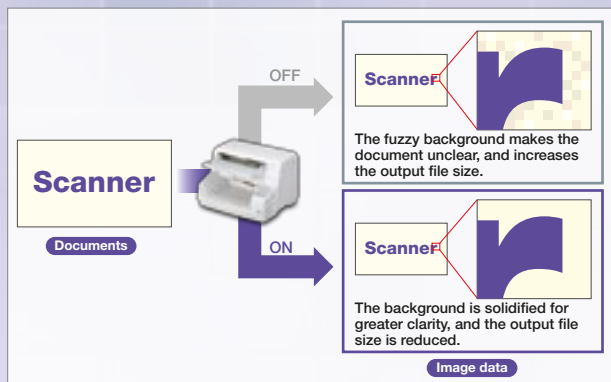 OFF
Scanner
The fuzzy background makes the
document unclear, and increases
the output file size.
Scanner
Documents
ON
Scanner
The background is solidified for
greater clarity, and the output file
size is reduced.
Image data